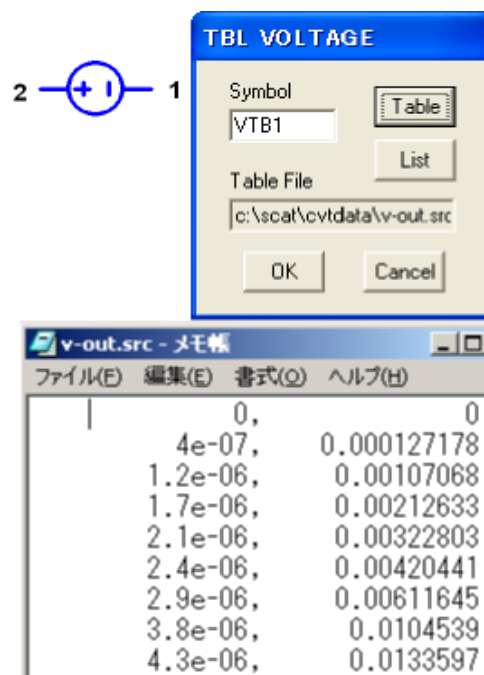 TBL VOLTAGE
2
1
Symbol
VTB1
Table
List
Table File
c:\scat\cvtdata\v-out.src
OK
Cancel
v-out.src - メモ帳
ファイル(F) 編集(E) 書式(O) ヘルプ(H)
0, 0
4e-07, 0.000127178
1.2e-06, 0.00107068
1.7e-06, 0.00212633
2.1e-06, 0.00322803
2.4e-06, 0.00420441
2.9e-06, 0.00611645
3.8e-06, 0.0104539
4.3e-06, 0.0133597